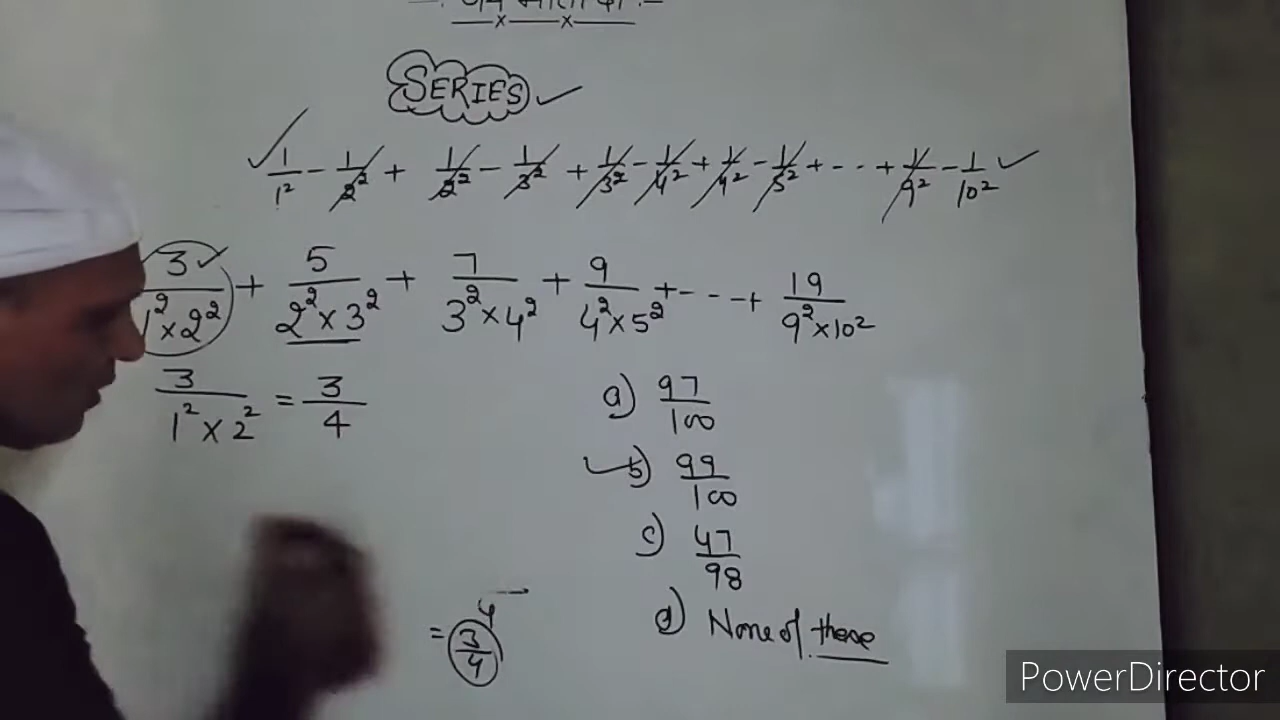 SERIES
1/1² - 1/2² + 1/2² - 1/3² + 1/3² - 1/4² + 1/4² - 1/5² + - - - + 1/9² - 1/10²
3/1²×2² + 5/2²×3² + 7/3²×4² + 9/4²×5² + - - - + 19/9²×10²
3/1²×2² = 3/4
a) 97/100
b) 99/100
c) 47/98
= 3/4
d) None of these
PowerDirector